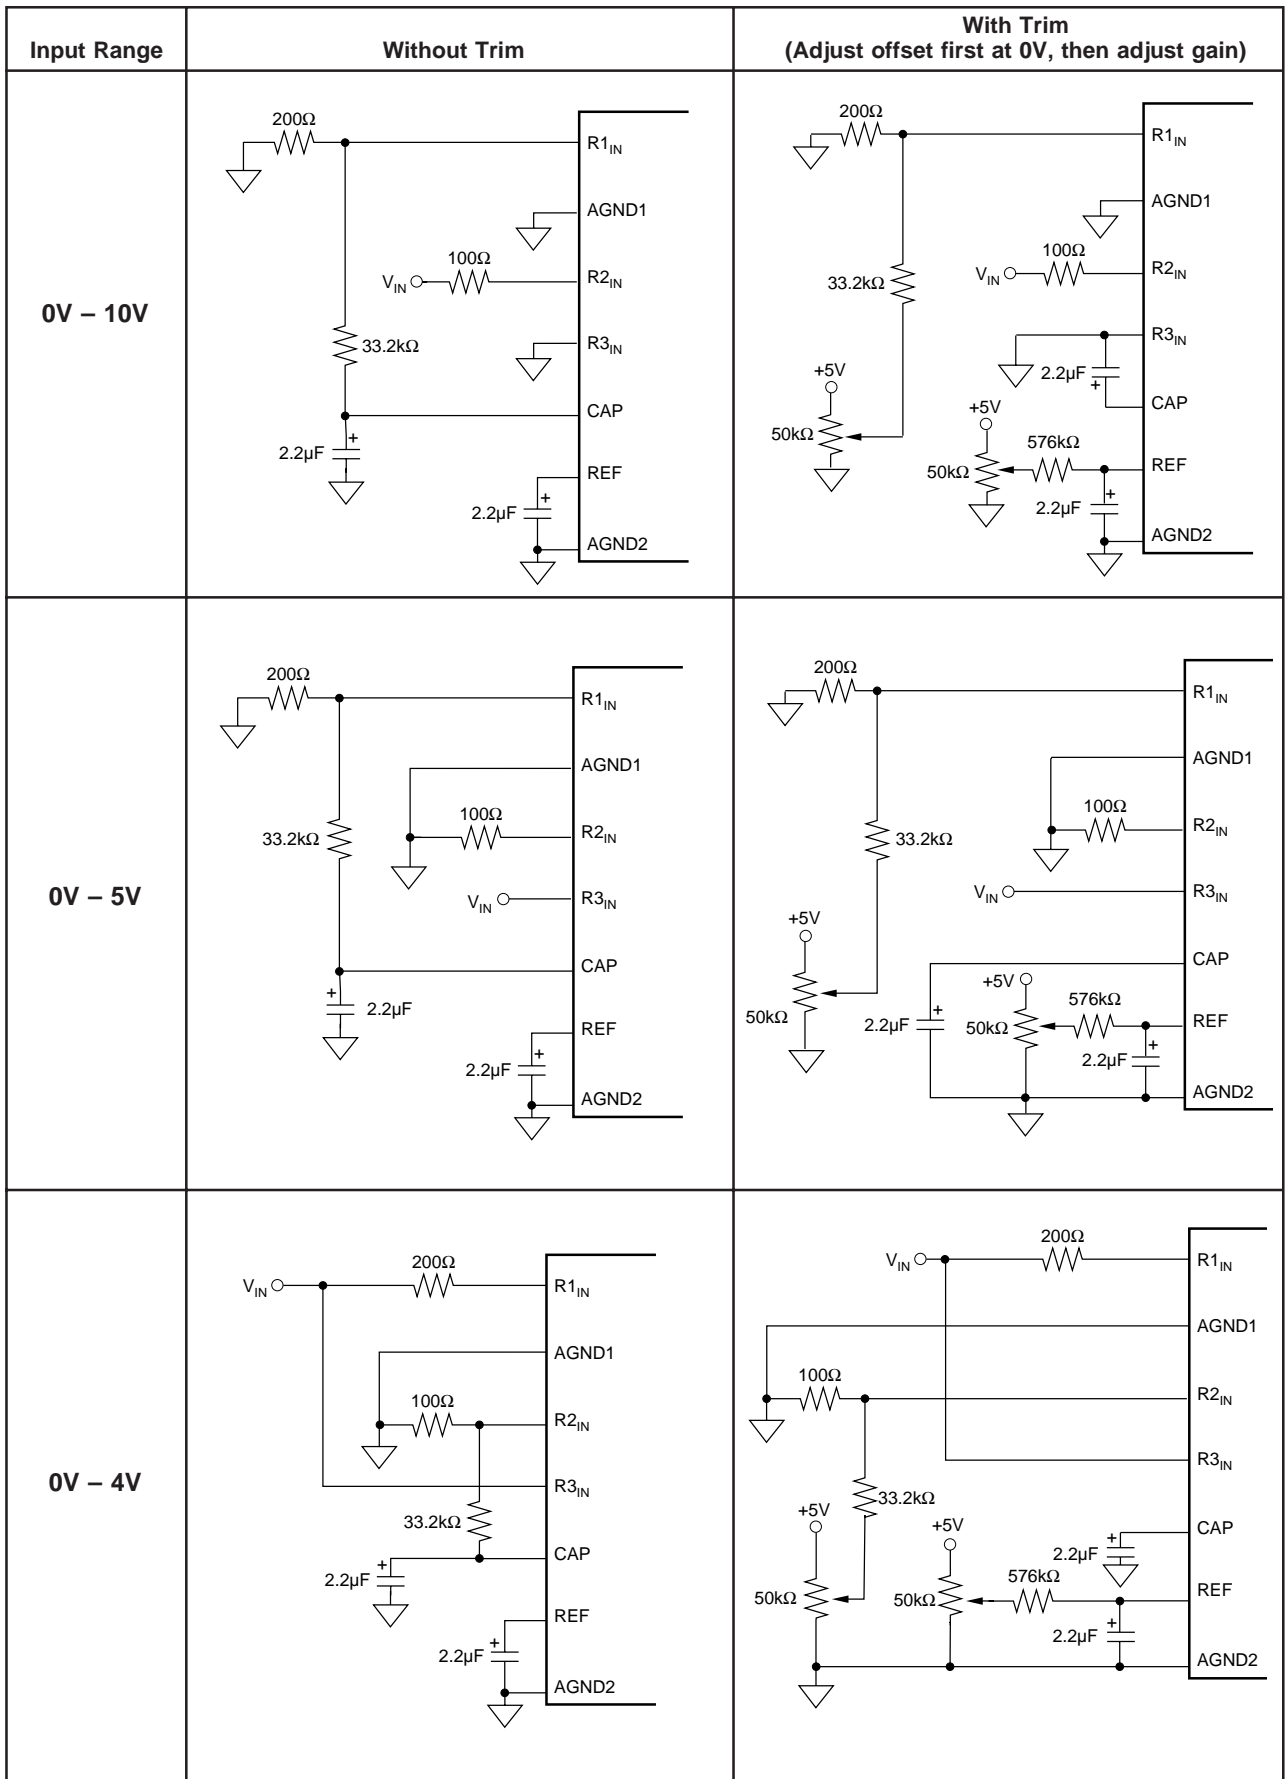 Input Range
Without Trim
With Trim
(Adjust offset first at 0V, then adjust gain)
0V – 10V
200Ω
R1IN
AGND1
100Ω
VIN
R2IN
33.2kΩ
R3IN
CAP
+
2.2µF
REF
+
2.2µF
AGND2
200Ω
R1IN
AGND1
100Ω
VIN
R2IN
33.2kΩ
R3IN
2.2µF
+
+5V
CAP
+5V
50kΩ
576kΩ
REF
50kΩ
+
2.2µF
AGND2
0V – 5V
200Ω
R1IN
AGND1
100Ω
R2IN
33.2kΩ
VIN
R3IN
CAP
+
2.2µF
REF
+
2.2µF
AGND2
200Ω
R1IN
AGND1
100Ω
R2IN
33.2kΩ
VIN
R3IN
+5V
CAP
+5V
576kΩ
50kΩ
+
2.2µF
50kΩ
REF
+
2.2µF
AGND2
0V – 4V
200Ω
VIN
R1IN
AGND1
100Ω
R2IN
R3IN
33.2kΩ
CAP
+
2.2µF
REF
+
2.2µF
AGND2
200Ω
VIN
R1IN
AGND1
100Ω
R2IN
R3IN
33.2kΩ
+5V
+5V
CAP
+
2.2µF
576kΩ
REF
50kΩ
50kΩ
+
2.2µF
AGND2